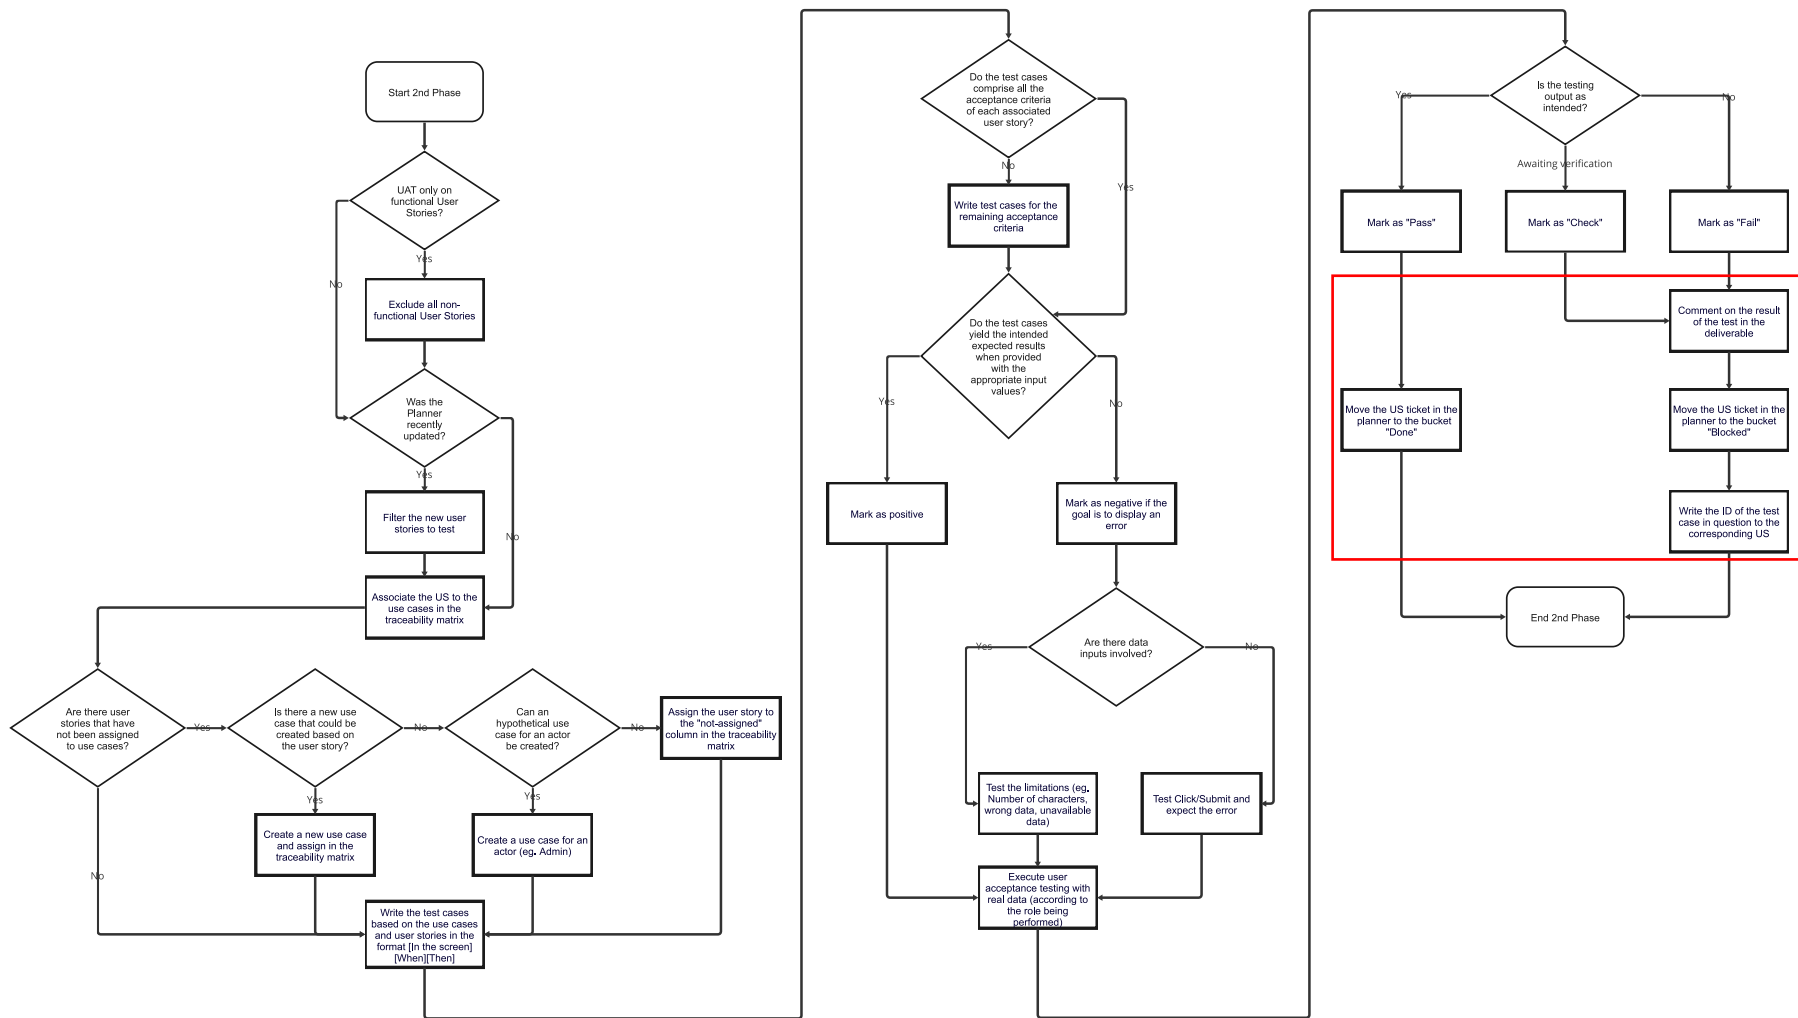 Start 2nd Phase
UAT only on
functional User
Stories?
Yes
No
Exclude all non-
functional User Stories
Was the
Planner
recently
updated?
Yes
No
Filter the new user
stories to test
Associate the US to the
use cases in the
traceability matrix
Are there user
stories that have
not been assigned
to use cases?
Yes
No
Is there a new use
case that could be
created based on
the user story?
No
Yes
Can an
hypothetical use
case for an actor
be created?
No
Yes
Assign the user story to
the "not-assigned"
column in the traceability
matrix
Create a new use case
and assign in the
traceability matrix
Create a use case for an
actor (eg. Admin)
Write the test cases
based on the use cases
and user stories in the
format [In the screen]
[When][Then]
Do the test cases
comprise all the
acceptance criteria
of each associated
user story?
No
Yes
Write test cases for the
remaining acceptance
criteria
Do the test cases
yield the intended
expected results
when provided
with the
appropriate input
values?
Yes
No
Mark as positive
Mark as negative if the
goal is to display an
error
Are there data
inputs involved?
Yes
No
Test the limitations (eg.
Number of characters,
wrong data, unavailable
data)
Test Click/Submit and
expect the error
Execute user
acceptance testing with
real data (according to
the role being
performed)
Is the testing
output as
intended?
Yes
No
Awaiting verification
Mark as "Pass"
Mark as "Check"
Mark as "Fail"
Comment on the result
of the test in the
deliverable
Move the US ticket in the
planner to the bucket
"Done"
Move the US ticket in the
planner to the bucket
"Blocked"
Write the ID of the test
case in question to the
corresponding US
End 2nd Phase